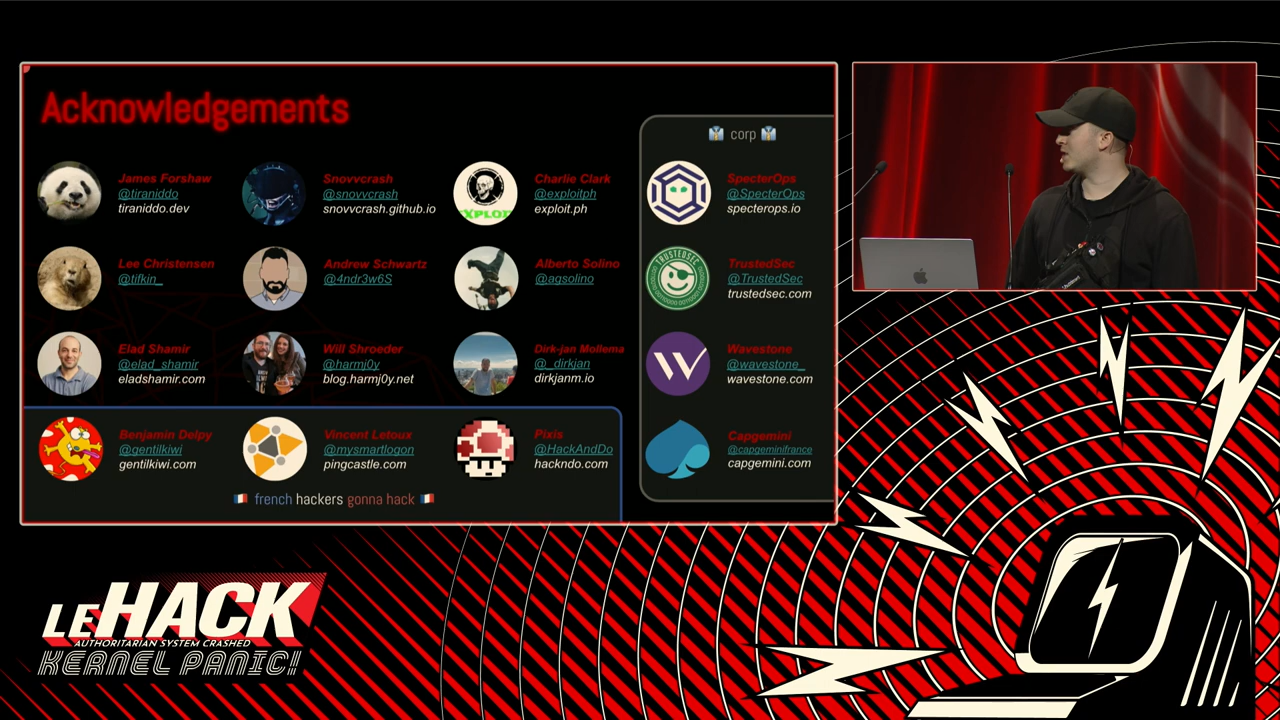 Acknowledgements
James Forshaw
@tiraniddo
tiraniddo.dev
Snovvcrash
@snovvcrash
snovvcrash.github.io
Charlie Clark
@exploitph
exploit.ph
Lee Christensen
@tifkin_
Andrew Schwartz
@4ndr3w6S
Alberto Solino
@agsolino
Elad Shamir
@elad_shamir
eladshamir.com
Will Shroeder
@harmj0y
blog.harmj0y.net
Dirk-jan Mollema
@_dirkjan
dirkjanm.io
Benjamin Delpy
@gentilkiwi
gentilkiwi.com
Vincent Letoux
@mysmartlogon
pingcastle.com
XPLOI
Pixis
@HackAndDo
hackndo.com
french hackers gonna hack
corp
SpecterOps
@SpecterOps
specterops.io
TRUSTEDSEC
TrustedSec
@TrustedSec
trustedsec.com
W
Wavestone
@wavestone_
wavestone.com
Capgemini
@capgeminifrance
capgemini.com
LEHACK
AUTHORITARIAN SYSTEM CRASHED
KERNEL PANIC!